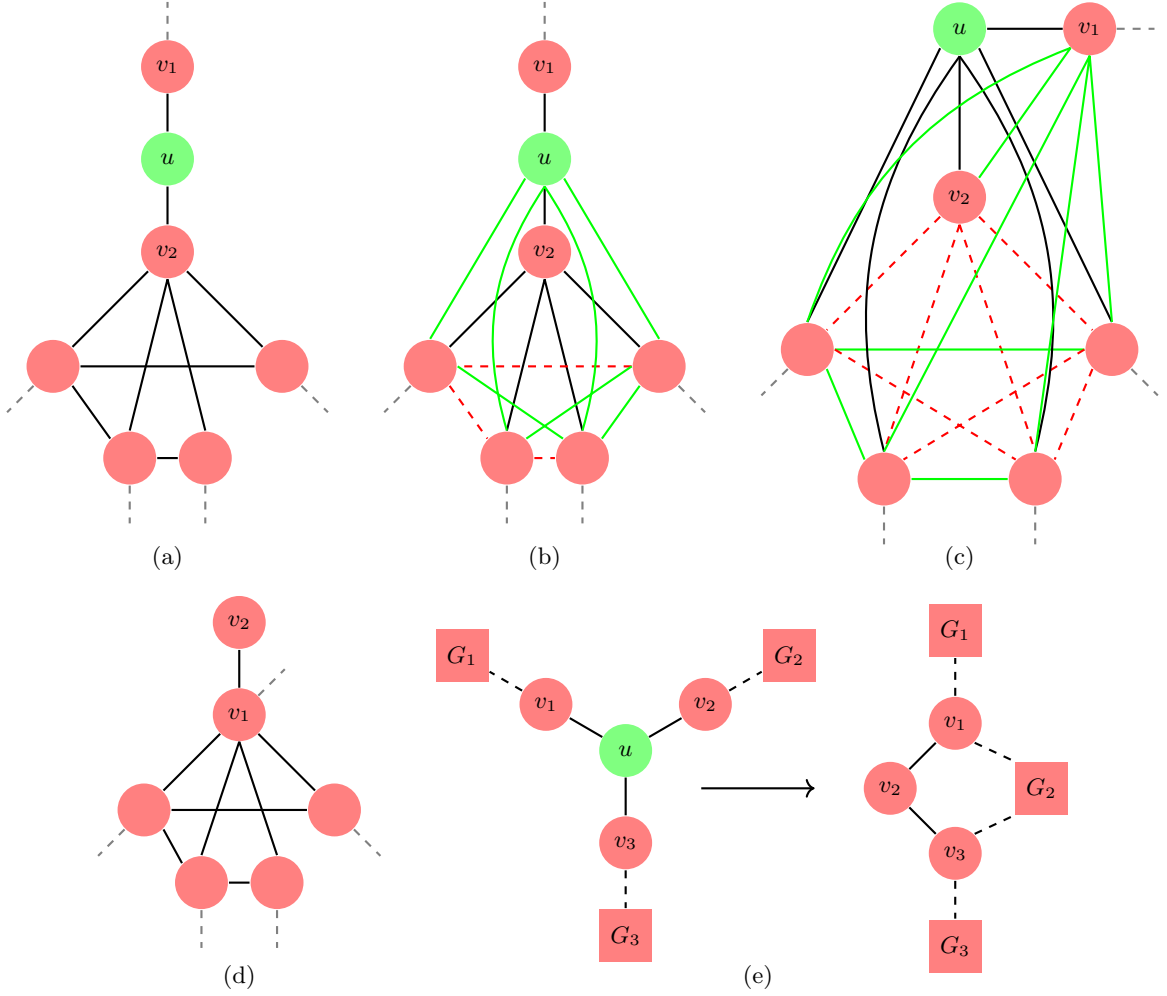 v₁
u
v₂
(a)
v₁
u
v₂
(b)
u v₁
v₂
(c)
v₂
v₁
(d)
G₁ G₂
v₁ v₂
u
v₃
G₃
G₁
v₁
v₂ G₂
v₃
G₃
(e)